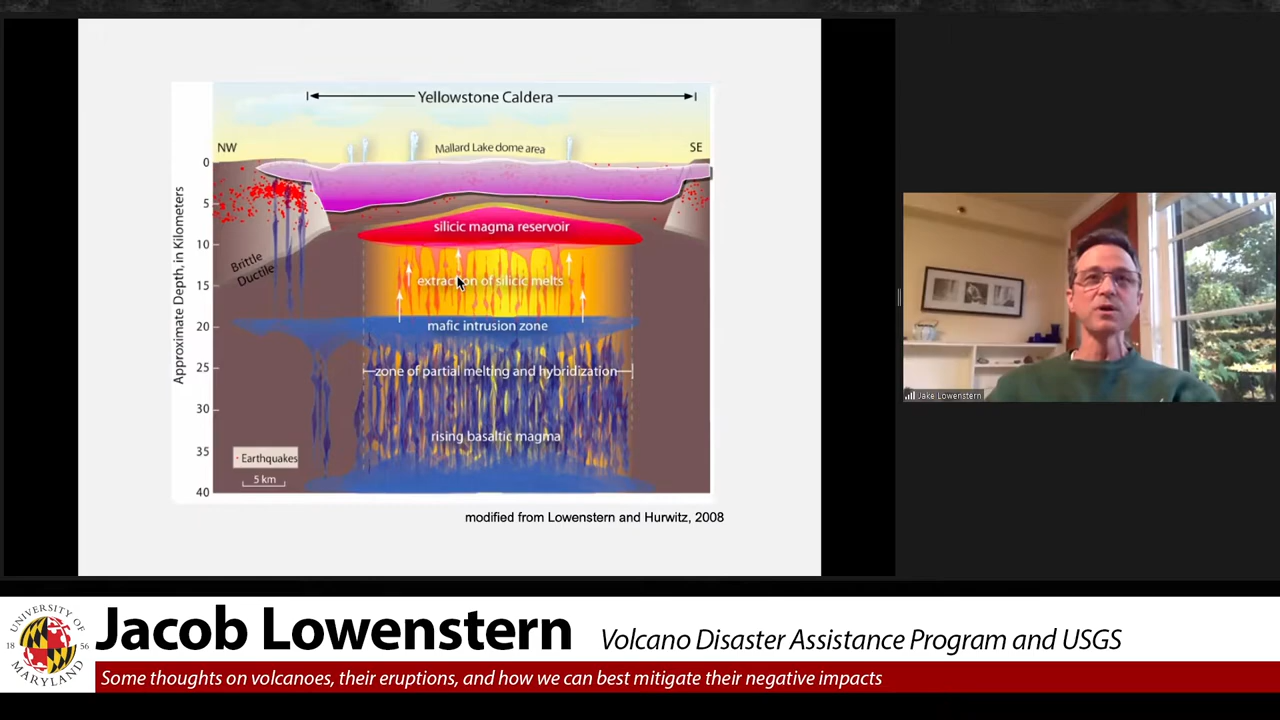 Yellowstone Caldera
NW
Mallard Lake dome area
SE
0
5
10
15
20
25
30
35
40
Approximate Depth, in Kilometers
silicic magma reservoir
Brittle
Ductile
extraction of silicic melts
mafic intrusion zone
zone of partial melting and hybridization
rising basaltic magma
- Earthquakes
5 km
modified from Lowenstern and Hurwitz, 2008
Jake Lowenstern
UNIVERSITY OF
18 56
MARYLAND
Jacob Lowenstern
Volcano Disaster Assistance Program and USGS
Some thoughts on volcanoes, their eruptions, and how we can best mitigate their negative impacts